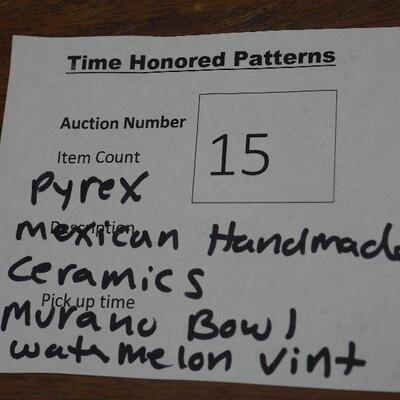 Time Honored Patterns
Auction Number
15
Item Count
Pyrex
Description
Mexican Handmade
Ceramics
Pick up time
Murano Bowl
watermelon vint